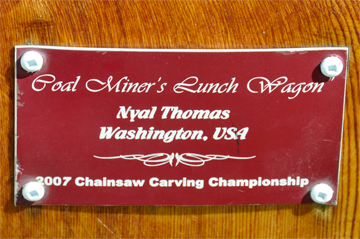 Coal Miner's Lunch Wagon
Nyal Thomas
Washington, USA
2007 Chainsaw Carving Championship